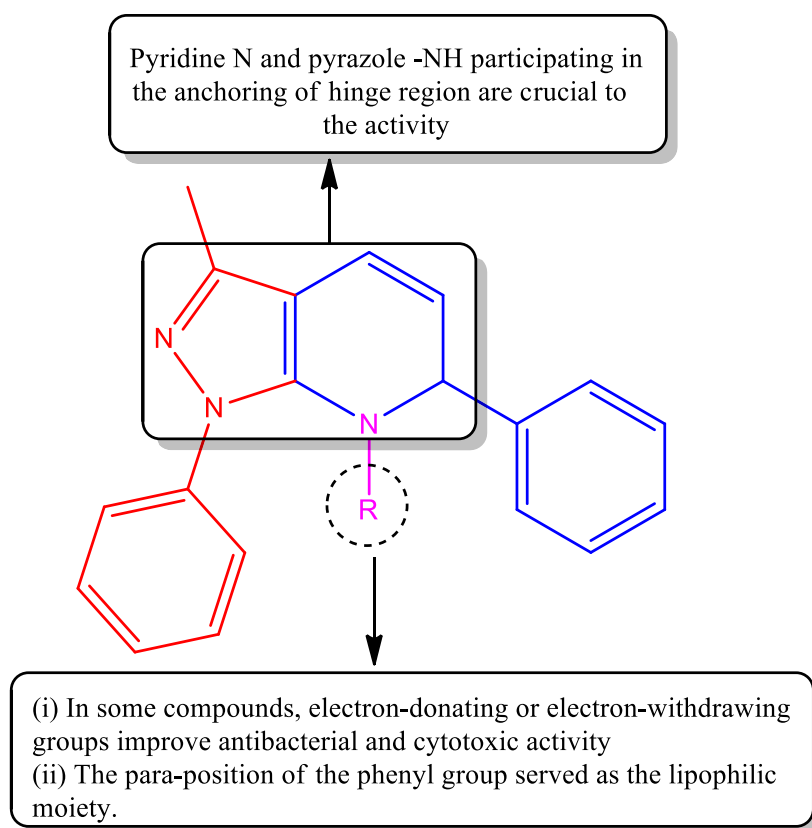 Pyridine N and pyrazole -NH participating in
the anchoring of hinge region are crucial to
the activity
N
N
N
R
(i) In some compounds, electron-donating or electron-withdrawing
groups improve antibacterial and cytotoxic activity
(ii) The para-position of the phenyl group served as the lipophilic
moiety.